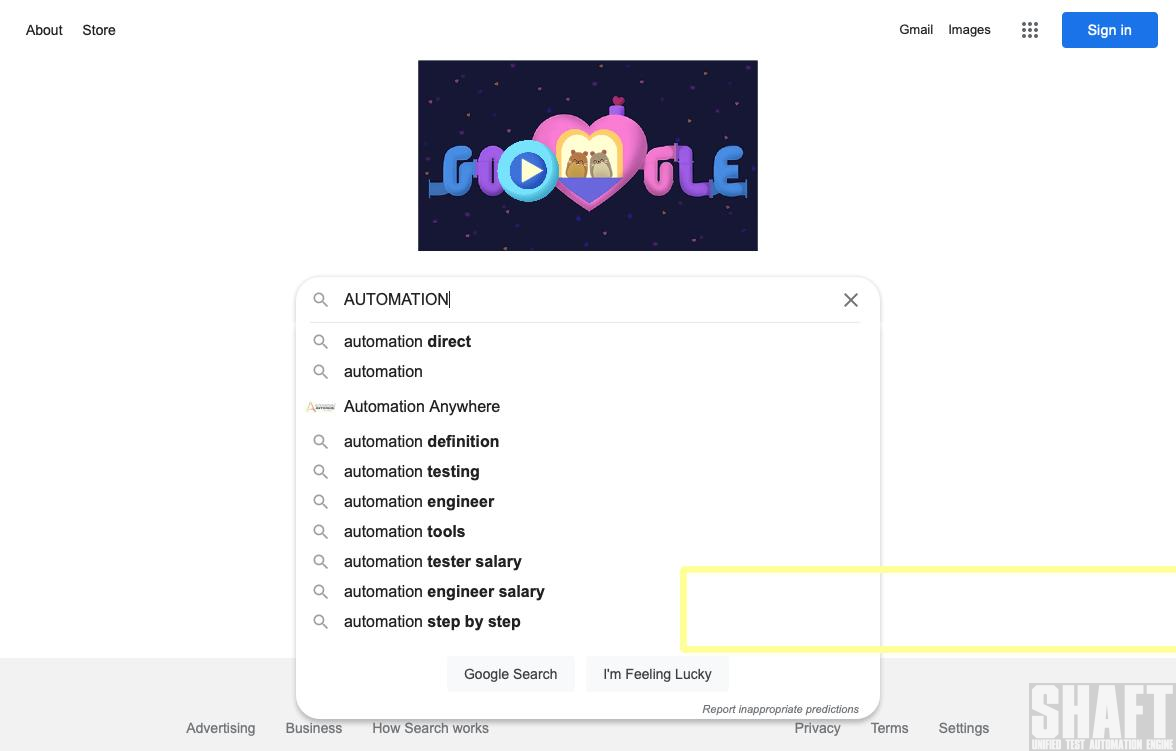 About Store Gmail Images Sign in
GOOGLE
AUTOMATION
automation direct
automation
Automation Anywhere
automation definition
automation testing
automation engineer
automation tools
automation tester salary
automation engineer salary
automation step by step
Google Search I'm Feeling Lucky
Report inappropriate predictions
Advertising Business How Search works Privacy Terms Settings
SHAFT
UNIFIED TEST AUTOMATION ENGINE